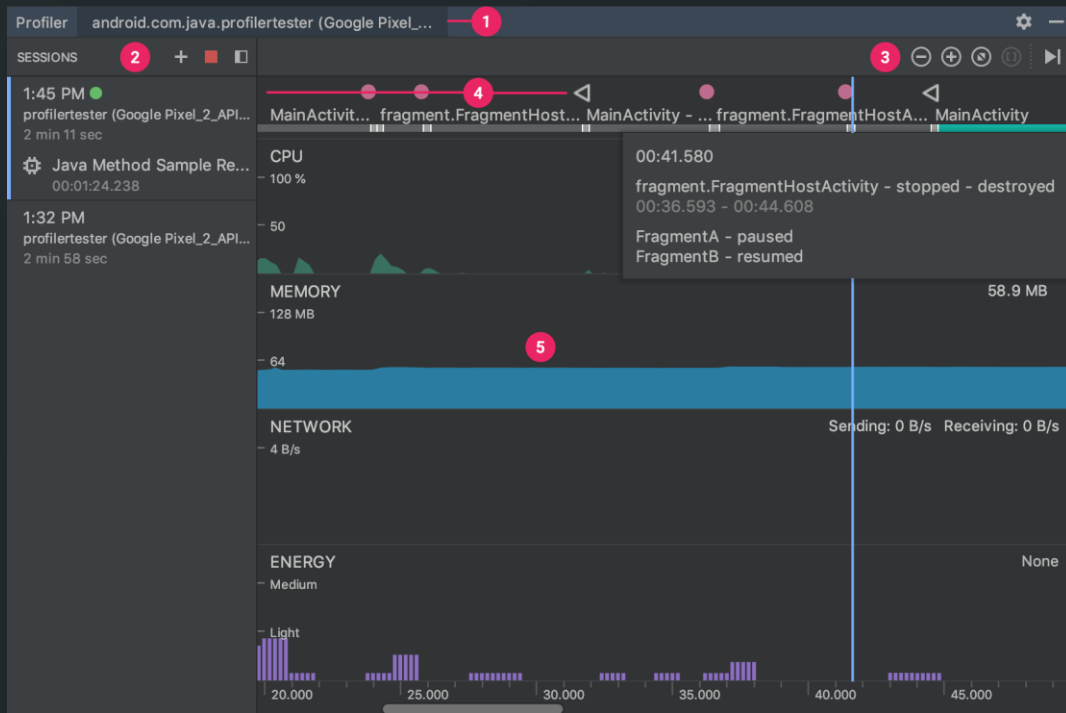 Profiler android.com.java.profilertester (Google Pixel_... 1
SESSIONS 2 3
1:45 PM
profilertester (Google Pixel_2_API...
2 min 11 sec
Java Method Sample Re...
00:01:24.238
1:32 PM
profilertester (Google Pixel_2_API...
2 min 58 sec
4
MainActivit... fragment.FragmentHost... MainActivity - ... fragment.FragmentHostA... MainActivity
CPU
100 %
50
00:41.580
fragment.FragmentHostActivity - stopped - destroyed
00:36.593 - 00:44.608
FragmentA - paused
FragmentB - resumed
MEMORY 58.9 MB
128 MB
5
64
NETWORK Sending: 0 B/s Receiving: 0 B/s
4 B/s
ENERGY None
Medium
Light
20.000 25.000 30.000 35.000 40.000 45.000